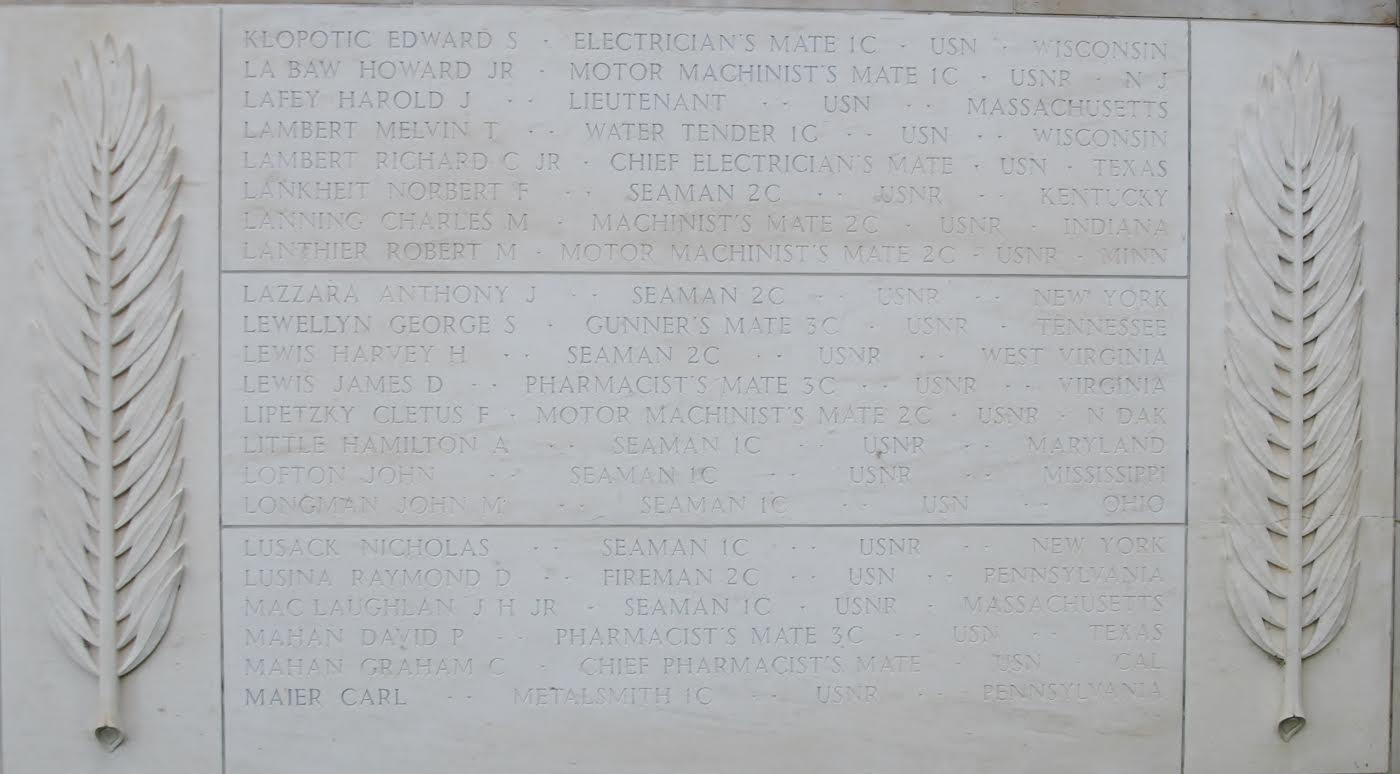 KLOPOTIC EDWARD S · ELECTRICIAN'S MATE 1C · USN · WISCONSIN
LA BAW HOWARD JR · MOTOR MACHINIST'S MATE 1C · USNR · N J
LAFEY HAROLD J · · LIEUTENANT · · USN · · MASSACHUSETTS
LAMBERT MELVIN T · · WATER TENDER 1C · · USN · · WISCONSIN
LAMBERT RICHARD C JR · CHIEF ELECTRICIAN'S MATE · USN · TEXAS
LANKHEIT NORBERT F · · SEAMAN 2C · · USNR · · KENTUCKY
LANNING CHARLES M · MACHINIST'S MATE 2C · USNR · INDIANA
LANTHIER ROBERT M · MOTOR MACHINIST'S MATE 2C · USNR · MINN
LAZZARA ANTHONY J · · SEAMAN 2C · · USNR · · NEW YORK
LEWELLYN GEORGE S · GUNNER'S MATE 3C · USNR · TENNESSEE
LEWIS HARVEY H · · SEAMAN 2C · · USNR · · WEST VIRGINIA
LEWIS JAMES D · · PHARMACIST'S MATE 3C · · USNR · · VIRGINIA
LIPETZKY CLETUS F · MOTOR MACHINIST'S MATE 2C · USNR · N DAK
LITTLE HAMILTON A · · SEAMAN 1C · · USNR · · MARYLAND
LOFTON JOHN · · SEAMAN 1C · · USNR · · MISSISSIPPI
LONGMAN JOHN M · · SEAMAN 1C · · USN · · OHIO
LUSACK NICHOLAS · · SEAMAN 1C · · USNR · · NEW YORK
LUSINA RAYMOND D · · FIREMAN 2C · · USN · · PENNSYLVANIA
MAC LAUGHLAN J H JR · SEAMAN 1C · USNR · MASSACHUSETTS
MAHAN DAVID P · · PHARMACIST'S MATE 3C · · USN · · TEXAS
MAHAN GRAHAM C · CHIEF PHARMACIST'S MATE · USN · CAL
MAIER CARL · · METALSMITH 1C · · USNR · · PENNSYLVANIA